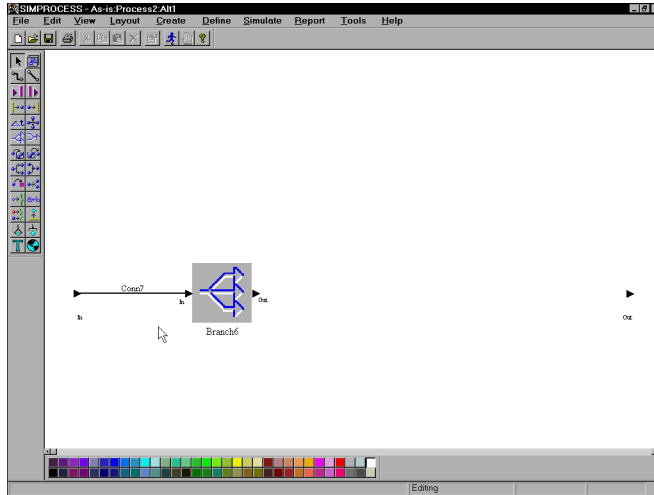 SIMPROCESS - As-is:Process2:Alt1
File Edit View Layout Create Define Simulate Report Tools Help
Δt
a=b
T
Conn7
In
In
Out
Out
Branch6
Editing